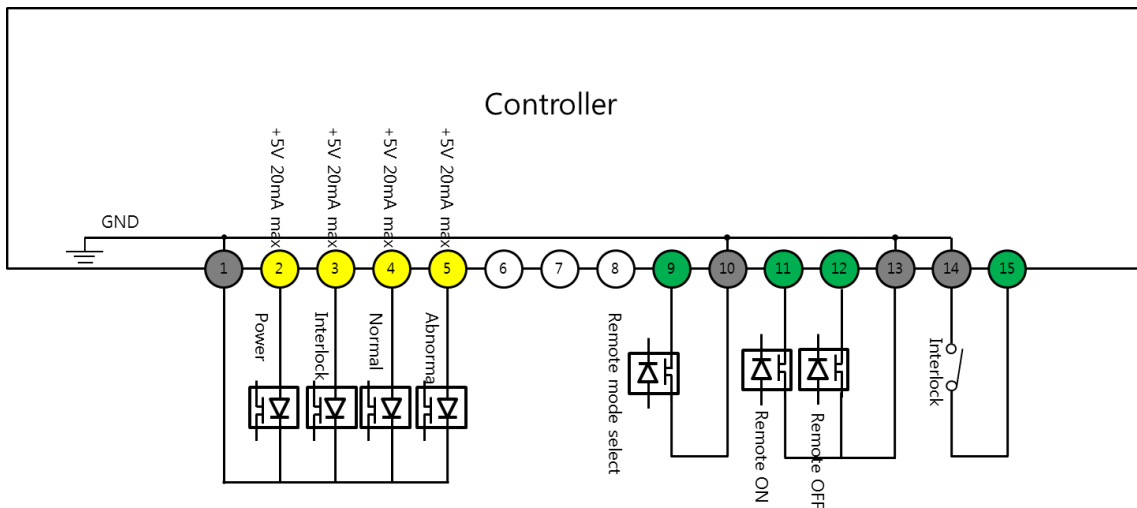 Controller
+5V 20mA max
+5V 20mA max
+5V 20mA max
+5V 20mA max
GND
1
2
3
4
5
6
7
8
9
10
11
12
13
14
15
Power
Interlock
Normal
Abnorma
Remote mode select
Remote ON
Remote OFF
Interlock